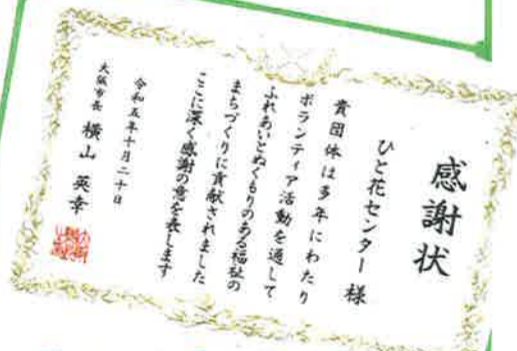 感謝状
ひと花センター 様
貴団体は多年にわたり
ボランティア活動を通して
ふれあいとぬくもりのある福祉の
まちづくりに貢献されました
ここに深く感謝の意を表します
令和五年十月二十日
大阪市長 横山 英幸